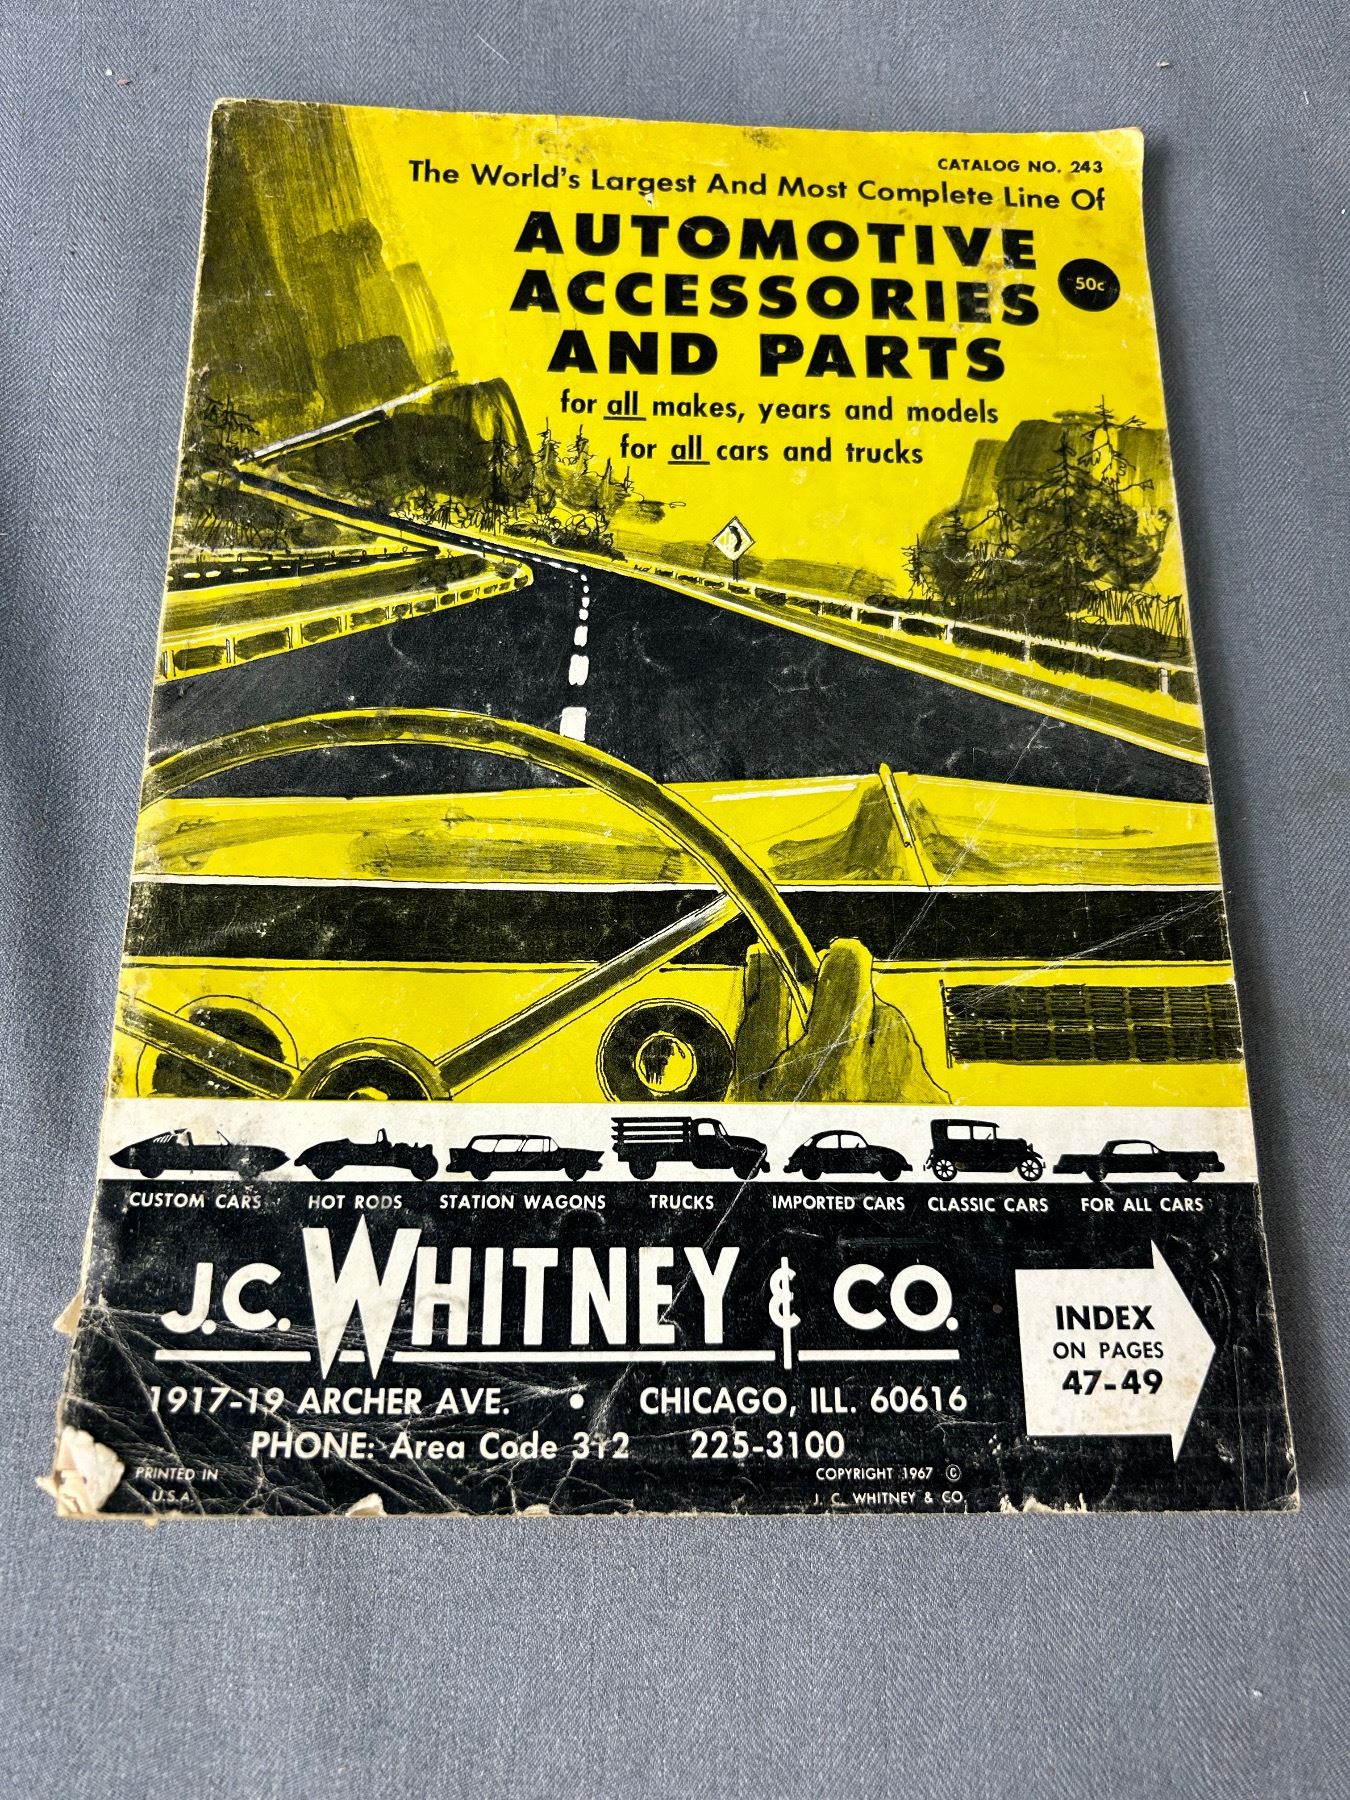 CATALOG NO. 243
The World's Largest And Most Complete Line Of
AUTOMOTIVE
ACCESSORIES
AND PARTS
50c
for all makes, years and models
for all cars and trucks
CUSTOM CARS HOT RODS STATION WAGONS TRUCKS IMPORTED CARS CLASSIC CARS FOR ALL CARS
J.C. WHITNEY & CO.
1917-19 ARCHER AVE. • CHICAGO, ILL. 60616
PHONE: Area Code 312 225-3100
PRINTED IN
U.S.A.
COPYRIGHT 1967 ©
J. C. WHITNEY & CO.
INDEX
ON PAGES
47-49